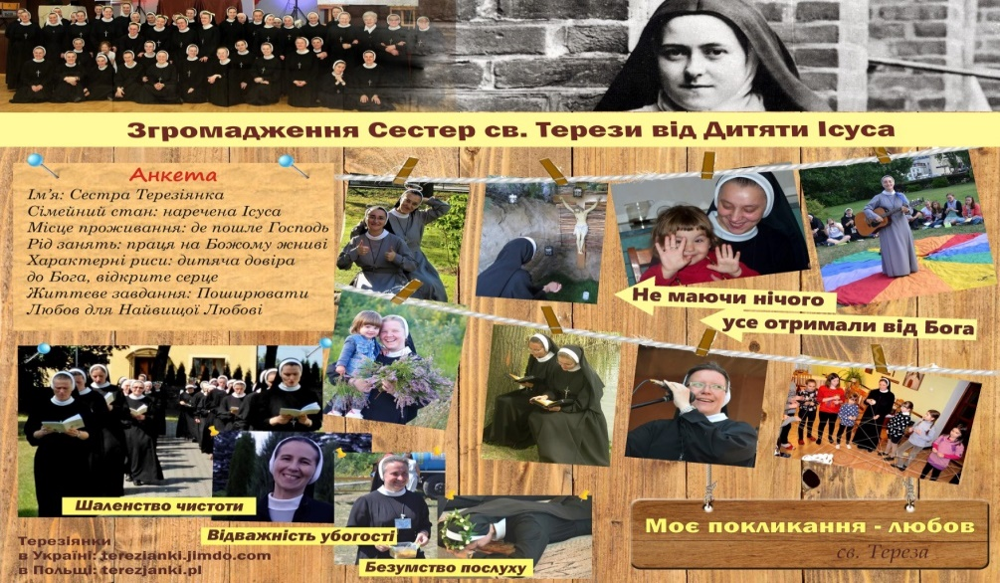 Згромадження Сестер св. Терези від Дитяти Ісуса
Анкета
Ім'я: Сестра Терезіянка
Сімейний стан: наречена Ісуса
Місце проживання: де пошле Господь
Рід занять: праця на Божому жниві
Характерні риси: дитяча довіра
до Бога, відкрите серце
Життєве завдання: Поширювати
Любов для Найвищої Любові
Не маючи нічого
усе отримали від Бога
Шаленство чистоти
Відважність убогості
Безумство послуху
Моє покликання - любов
св. Тереза
Терезіянки
в Україні: terezjanki.jimdo.com
в Польщі: terezjanki.pl